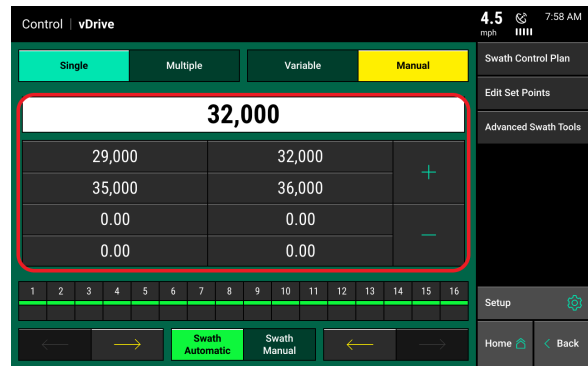 Control | vDrive
4.5
mph
7:58 AM
Single
Multiple
Variable
Manual
32,000
29,000
32,000
35,000
36,000
+
0.00
0.00
0.00
0.00
—
1 2 3 4 5 6 7 8 9 10 11 12 13 14 15 16
Swath
Automatic
Swath
Manual
Swath Control Plan
Edit Set Points
Advanced Swath Tools
Setup
Home
< Back